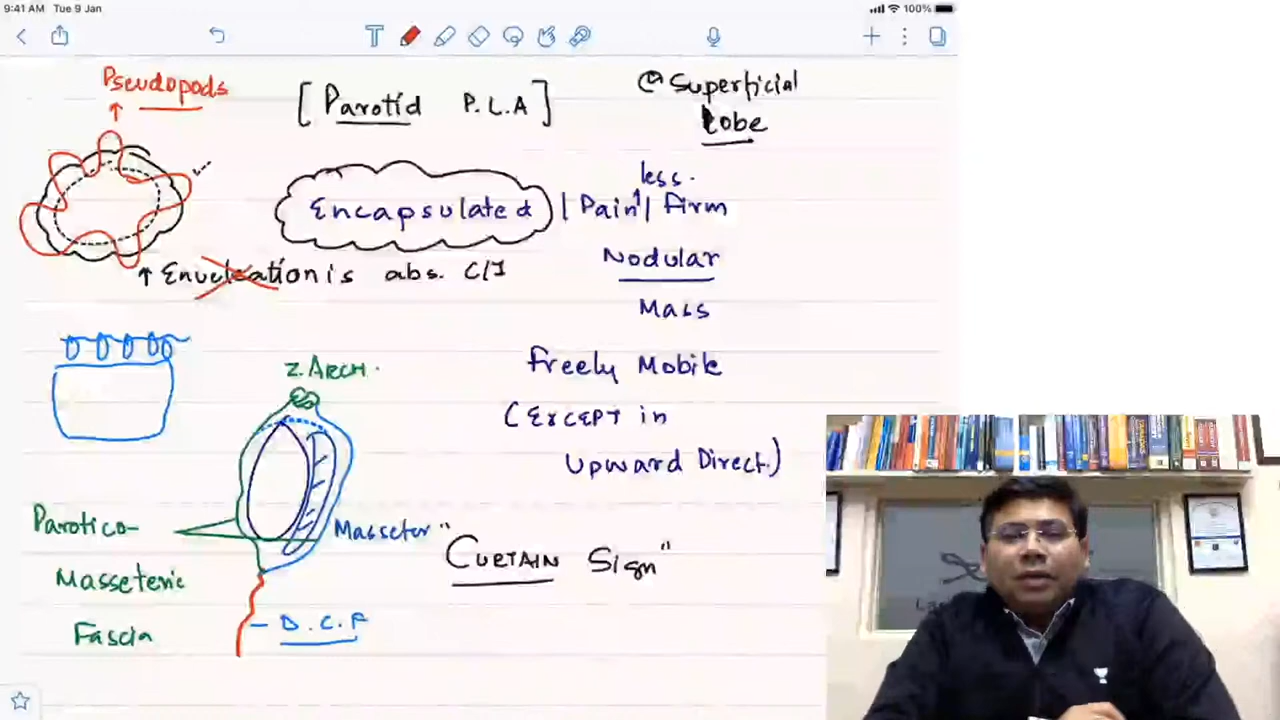 9:41 AM Tue 9 Jan
100%
Pseudopods
[Parotid P.L.A]
Superficial
Lobe
less.
Encapsulated | Pain | firm
Nodular
Enucleation is abs. C/I
Mass
Z. ARCH.
freely Mobile
(Except in
upward Direct.)
Parotico-
Masseter
"CURTAIN Sign"
Masseteric
D.C.F
Fascia